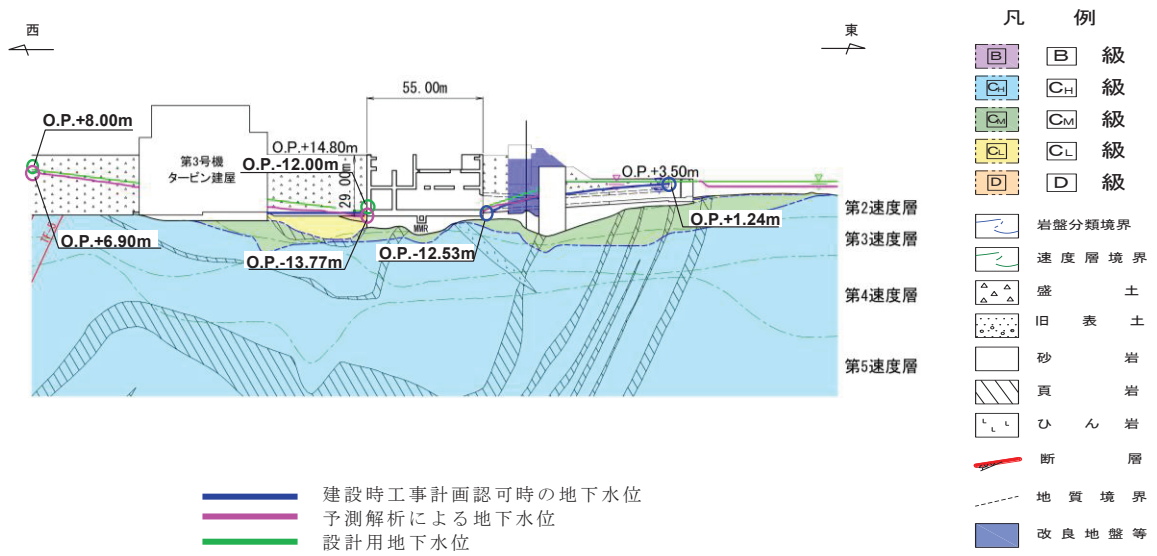 西
東
55.00m
O.P.+8.00m
O.P.+14.80m
O.P.-12.00m
29.00m
第3号機
タービン建屋
O.P.+3.50m
O.P.+1.24m
O.P.+6.90m
O.P.-13.77m
MMR
O.P.-12.53m
第2速度層
第3速度層
第4速度層
第5速度層
建設時工事計画認可時の地下水位
予測解析による地下水位
設計用地下水位
凡例
B B 級
CH CH 級
CM CM 級
CL CL 級
D D 級
岩盤分類境界
速度層境界
盛土
旧表土
砂岩
頁岩
ひん岩
断層
地質境界
改良地盤等